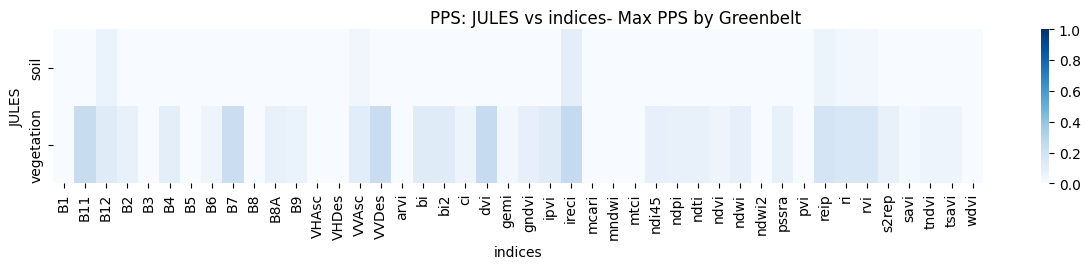 PPS: JULES vs indices- Max PPS by Greenbelt
JULES
soil
vegetation
B1 B11 B12 B2 B3 B4 B5 B6 B7 B8 B8A B9 VHAsc VHDes VVAsc VVDes arvi bi bi2 ci dvi gemi gndvi ipvi ireci mcari mndwi mtci ndi45 ndpi ndti ndvi ndwi ndwi2 pssra pvi reip ri rvi s2rep savi tndvi tsavi wdvi
indices
1.0
0.8
0.6
0.4
0.2
0.0